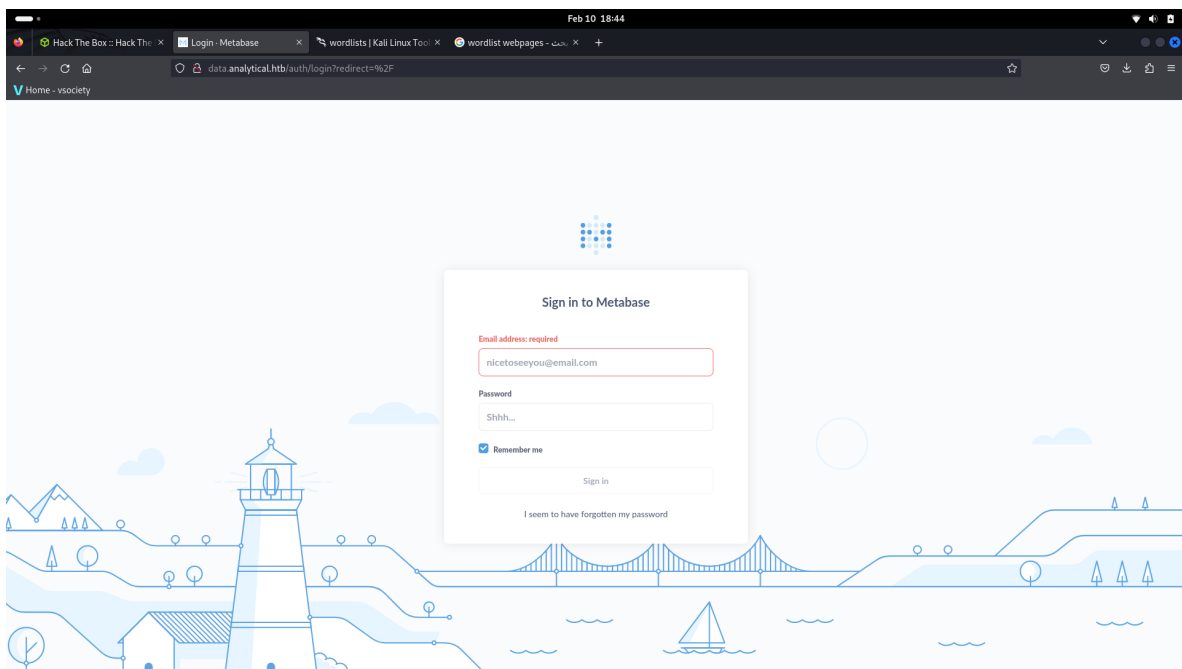 Feb 10 18:44
Hack The Box :: Hack The
Login · Metabase
wordlists | Kali Linux Tool
wordlist webpages - بحث
data.analytical.htb/auth/login?redirect=%2F
Home - vsociety
Sign in to Metabase
Email address: required
nicetoseeyou@email.com
Password
Shhh...
Remember me
Sign in
I seem to have forgotten my password